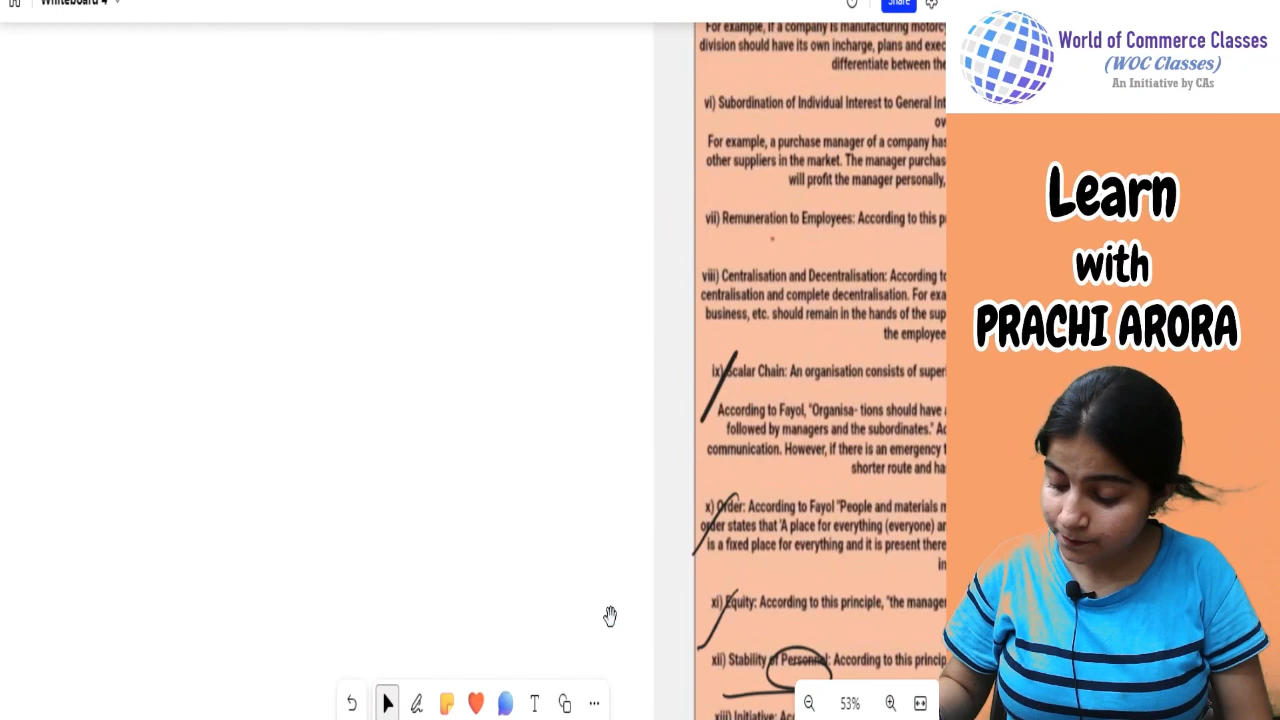 Whiteboard 4
Share
For example, if a company is manufacturing motorc
division should have its own incharge, plans and exec
differentiate between the
vi) Subordination of Individual Interest to General Int
ov
For example, a purchase manager of a company has
other suppliers in the market. The manager purchas
will profit the manager personally,
vii) Remuneration to Employees: According to this p
viii) Centralisation and Decentralisation: According to
centralisation and complete decentralisation. For exa
business, etc. should remain in the hands of the sup
the employee
ix) Scalar Chain: An organisation consists of super
According to Fayol, "Organisa- tions should have a
followed by managers and the subordinates." Ac
communication. However, if there is an emergency t
shorter route and ha
x) Order: According to Fayol "People and materials m
order states that 'A place for everything (everyone) an
is a fixed place for everything and it is present there
in
xi) Equity: According to this principle, "the manage
xii) Stability of Personnel: According to this princip
xiii) Initiative: Acc
T
53%
World of Commerce Classes
(WOC Classes)
An Initiative by CAs
Learn
with
PRACHI ARORA